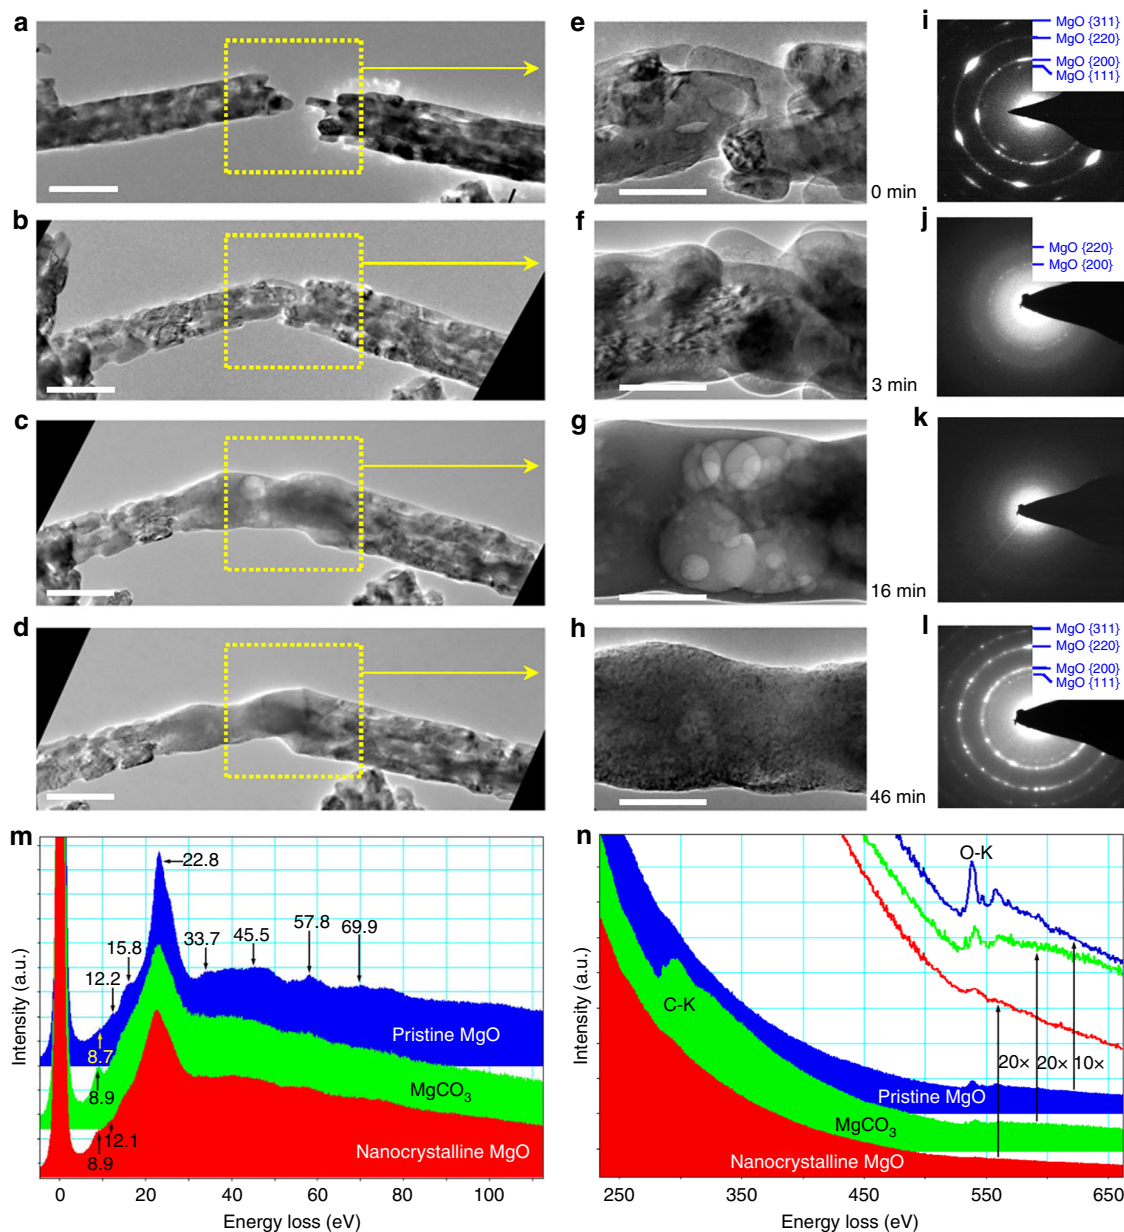 a
e
i
MgO {311}
MgO {220}
MgO {200}
MgO {111}
0 min
b
f
j
MgO {220}
MgO {200}
3 min
c
g
k
16 min
d
h
l
MgO {311}
MgO {220}
MgO {200}
MgO {111}
46 min
m
22.8
15.8
12.2
33.7
45.5
57.8
69.9
8.7
Pristine MgO
8.9
MgCO3
12.1
8.9
Nanocrystalline MgO
Intensity (a.u.)
0 20 40 60 80 100
Energy loss (eV)
n
O-K
C-K
20× 20× 10×
Pristine MgO
MgCO3
Nanocrystalline MgO
Intensity (a.u.)
250 350 450 550 650
Energy loss (eV)